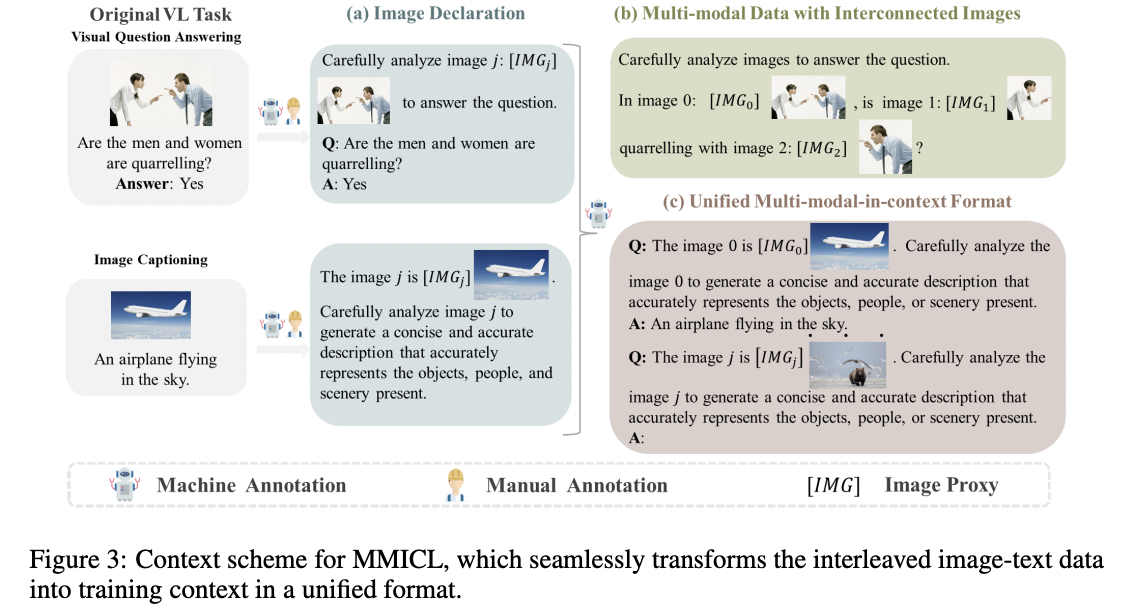 Original VL Task
Visual Question Answering
Are the men and women
are quarrelling?
Answer: Yes
Image Captioning
An airplane flying
in the sky.
(a) Image Declaration
Carefully analyze image j: [IMG_j]
to answer the question.
Q: Are the men and women are
quarrelling?
A: Yes
The image j is [IMG_j] .
Carefully analyze image j to
generate a concise and accurate
description that accurately
represents the objects, people, and
scenery present.
(b) Multi-modal Data with Interconnected Images
Carefully analyze images to answer the question.
In image 0: [IMG_0] , is image 1: [IMG_1]
quarrelling with image 2: [IMG_2] ?
(c) Unified Multi-modal-in-context Format
Q: The image 0 is [IMG_0] . Carefully analyze the
image 0 to generate a concise and accurate description that
accurately represents the objects, people, or scenery present.
A: An airplane flying in the sky.
. . .
Q: The image j is [IMG_j] . Carefully analyze the
image j to generate a concise and accurate description that
accurately represents the objects, people, or scenery present.
A:
Machine Annotation Manual Annotation [IMG] Image Proxy
Figure 3: Context scheme for MMICL, which seamlessly transforms the interleaved image-text data
into training context in a unified format.